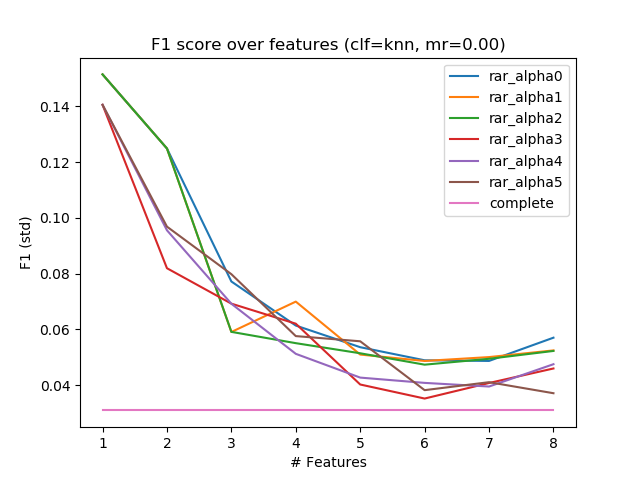 F1 score over features (clf=knn, mr=0.00)
rar_alpha0
rar_alpha1
rar_alpha2
rar_alpha3
rar_alpha4
rar_alpha5
complete
F1 (std)
0.14
0.12
0.10
0.08
0.06
0.04
1 2 3 4 5 6 7 8
# Features